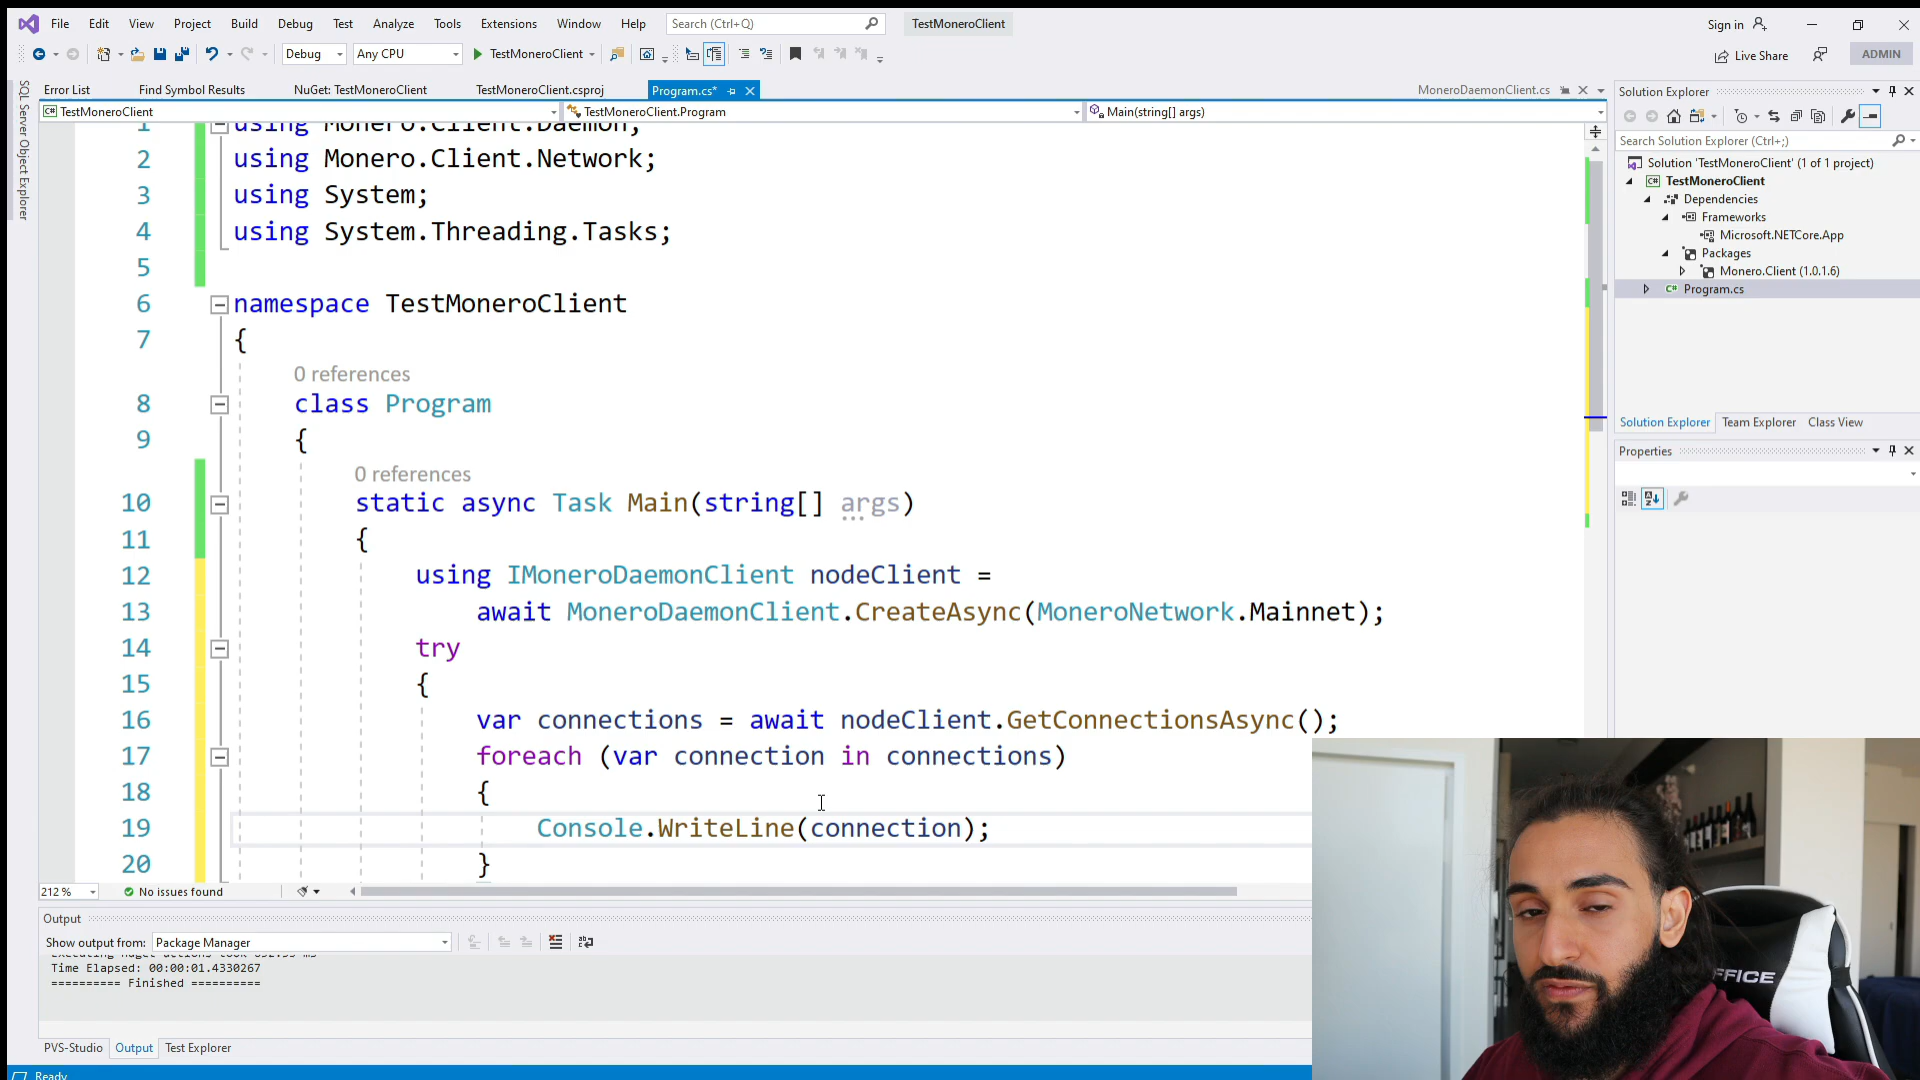 File Edit View Project Build Debug Test Analyze Tools Extensions Window Help Search (Ctrl+Q) TestMoneroClient Sign in
Debug Any CPU TestMoneroClient Live Share ADMIN
SQL Server Object Explorer
Error List Find Symbol Results NuGet: TestMoneroClient TestMoneroClient.csproj Program.cs* MoneroDaemonClient.cs
TestMoneroClient TestMoneroClient.Program Main(string[] args)
1 using Monero.Client.Daemon;
2 using Monero.Client.Network;
3 using System;
4 using System.Threading.Tasks;
5
6 namespace TestMoneroClient
7 {
0 references
8 class Program
9 {
0 references
10 static async Task Main(string[] args)
11 {
12 using IMoneroDaemonClient nodeClient =
13 await MoneroDaemonClient.CreateAsync(MoneroNetwork.Mainnet);
14 try
15 {
16 var connections = await nodeClient.GetConnectionsAsync();
17 foreach (var connection in connections)
18 {
19 Console.WriteLine(connection);
20 }
212 % No issues found
Output
Show output from: Package Manager
Time Elapsed: 00:00:01.4330267
========== Finished ==========
PVS-Studio Output Test Explorer
Ready
Solution Explorer
Search Solution Explorer (Ctrl+;)
Solution 'TestMoneroClient' (1 of 1 project)
C# TestMoneroClient
Dependencies
Frameworks
Microsoft.NETCore.App
Packages
Monero.Client (1.0.1.6)
C# Program.cs
Solution Explorer Team Explorer Class View
Properties
OFFICE